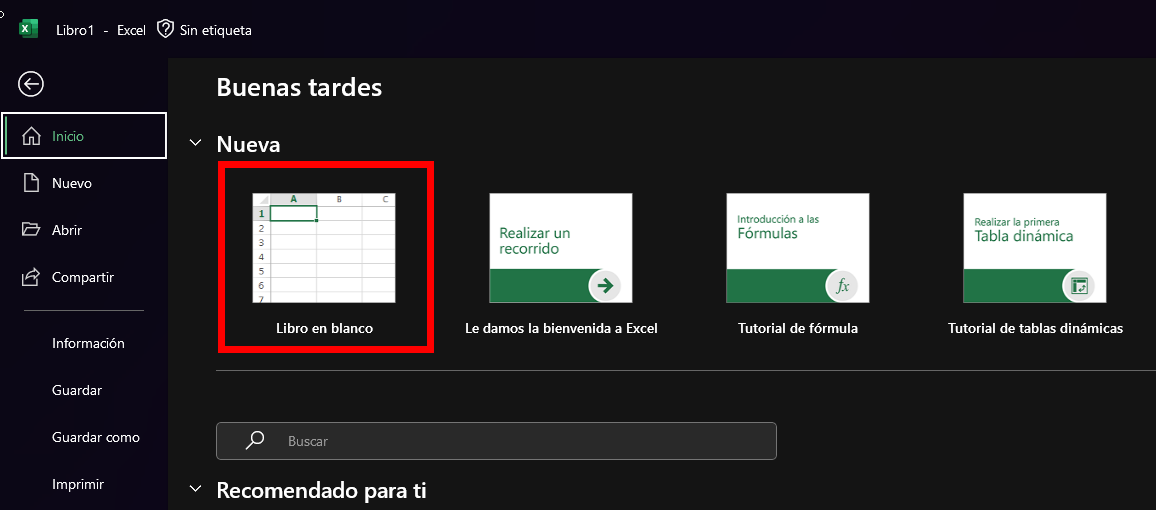 Libro1 - Excel Sin etiqueta
Buenas tardes
Inicio
Nueva
Nuevo
Abrir
Compartir
Información
Guardar
Guardar como
Imprimir
A B C
1
2
3
4
5
6
7
Libro en blanco
Realizar un
recorrido
Le damos la bienvenida a Excel
Introducción a las
Fórmulas
fx
Tutorial de fórmula
Realizar la primera
Tabla dinámica
Tutorial de tablas dinámicas
Buscar
Recomendado para ti